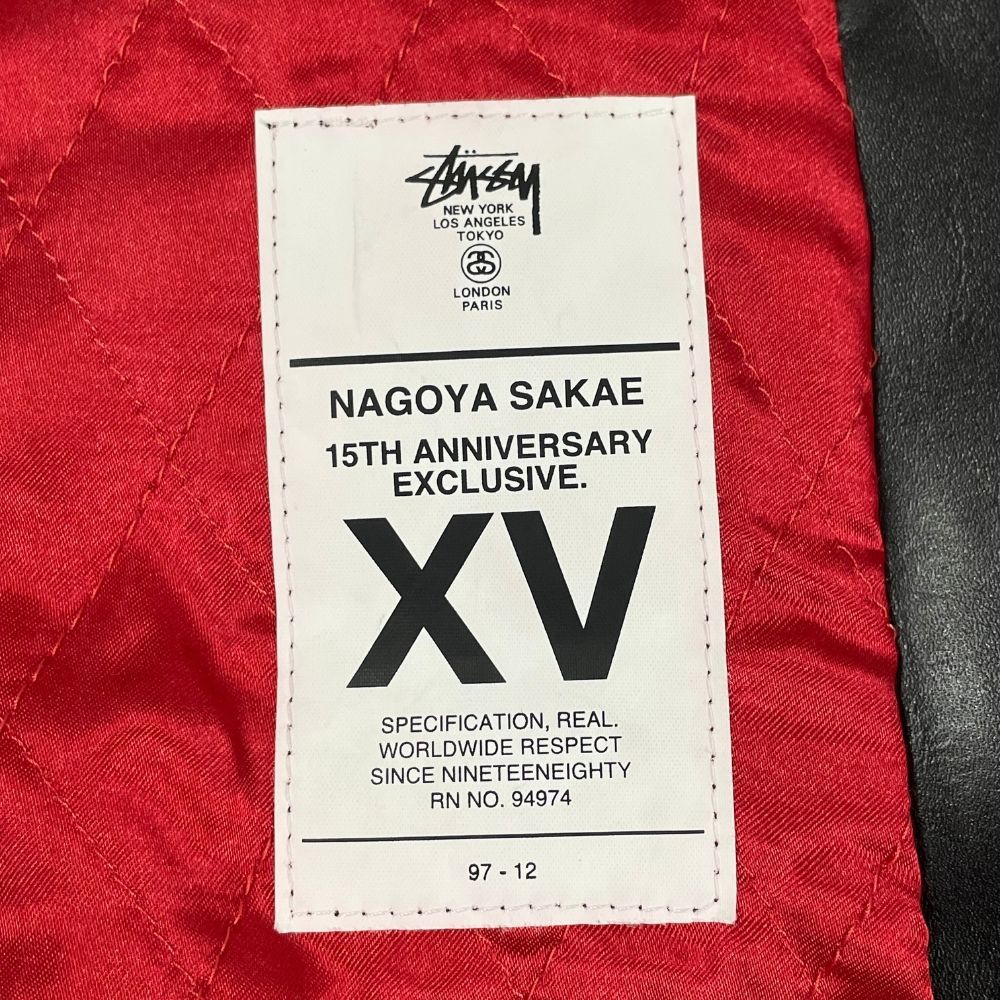 Stüssy
NEW YORK
LOS ANGELES
TOKYO
SS
LONDON
PARIS
NAGOYA SAKAE
15TH ANNIVERSARY
EXCLUSIVE.
XV
SPECIFICATION, REAL.
WORLDWIDE RESPECT
SINCE NINETEENEIGHTY
RN NO. 94974
97 - 12